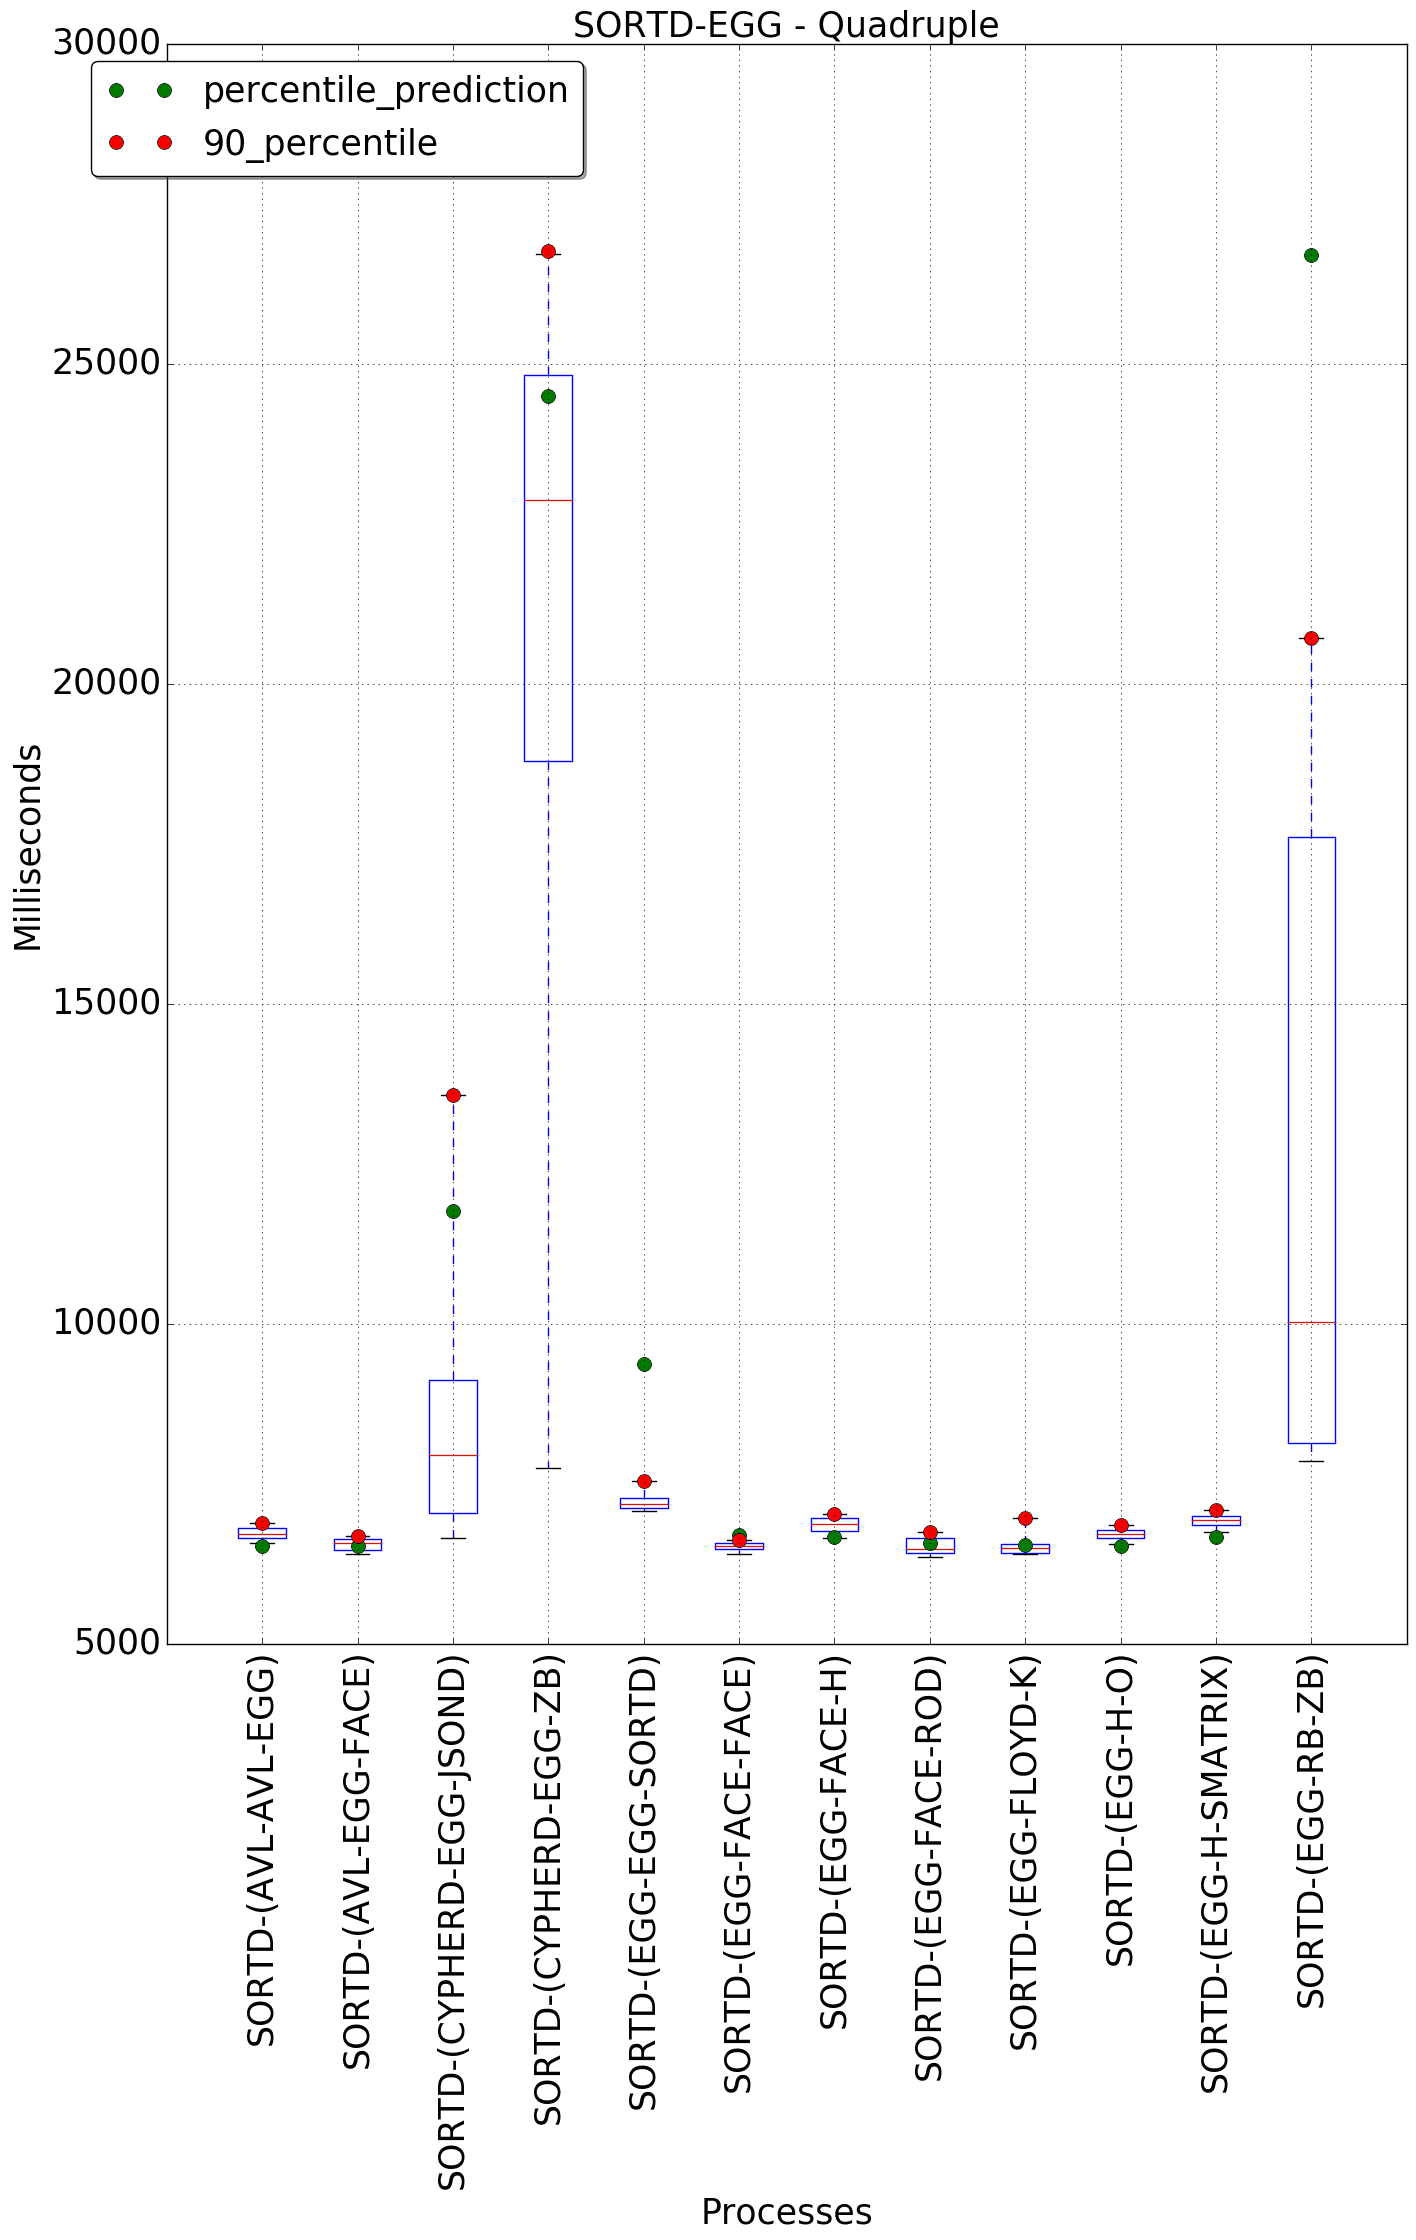 SORTD-EGG - Quadruple
30000
25000
20000
15000
10000
5000
percentile_prediction
90_percentile
Milliseconds
SORTD-(AVL-AVL-EGG)
SORTD-(AVL-EGG-FACE)
SORTD-(CYPHERD-EGG-JSOND)
SORTD-(CYPHERD-EGG-ZB)
SORTD-(EGG-EGG-SORTD)
SORTD-(EGG-FACE-FACE)
SORTD-(EGG-FACE-H)
SORTD-(EGG-FACE-ROD)
SORTD-(EGG-FLOYD-K)
SORTD-(EGG-H-O)
SORTD-(EGG-H-SMATRIX)
SORTD-(EGG-RB-ZB)
Processes